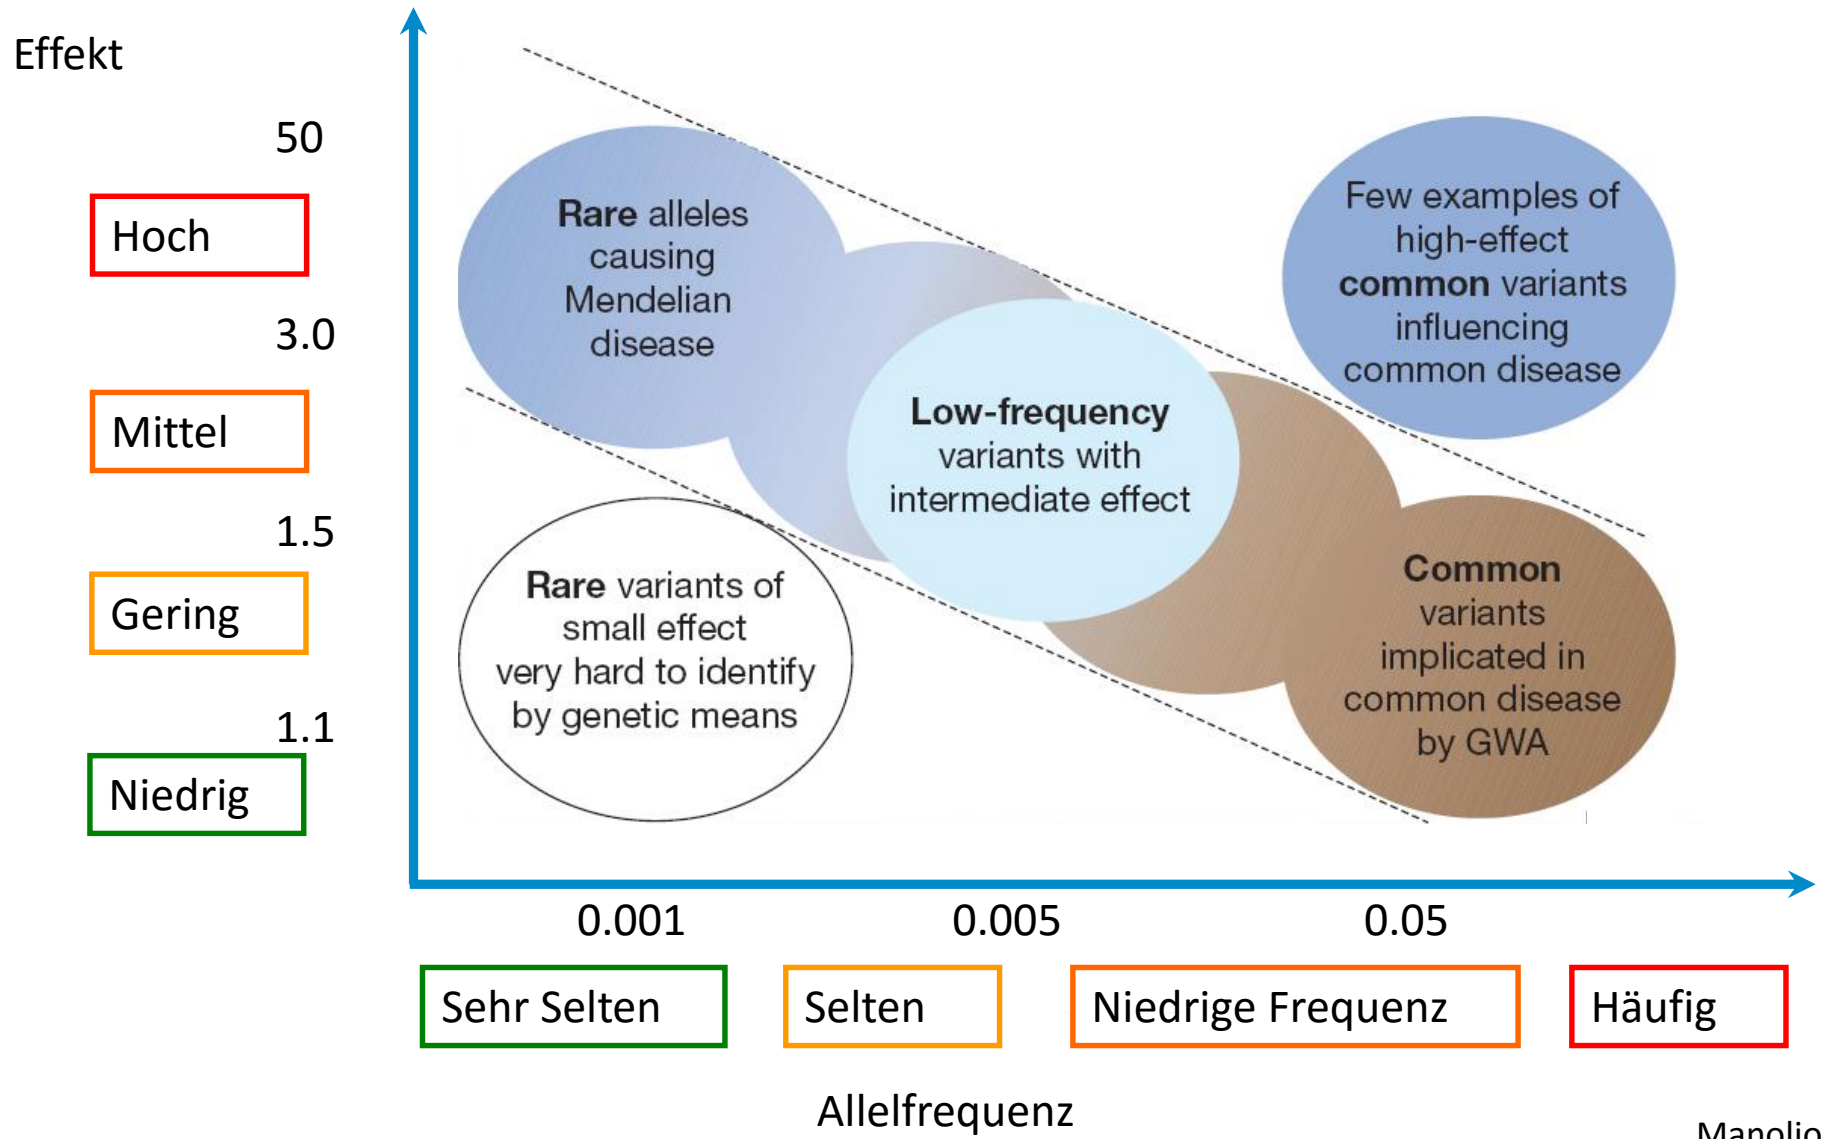 Effekt
50
Hoch
3.0
Mittel
1.5
Gering
1.1
Niedrig
Rare alleles
causing
Mendelian
disease
Few examples of
high-effect
common variants
influencing
common disease
Low-frequency
variants with
intermediate effect
Rare variants of
small effect
very hard to identify
by genetic means
Common
variants
implicated in
common disease
by GWA
0.001 0.005 0.05
Sehr Selten Selten Niedrige Frequenz Häufig
Allelfrequenz
Manolio